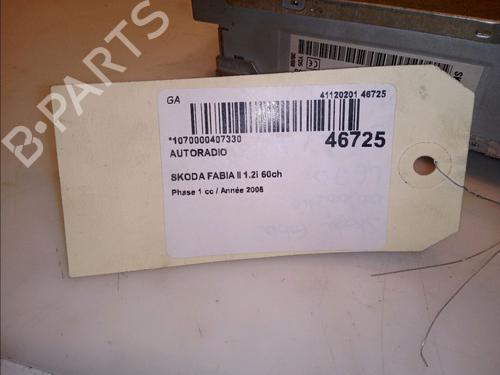 B-PARTS
GA
41120201 46725
*1070000407330
46725
AUTORADIO
SKODA FABIA II 1.2i 60ch
Phase 1 cc / Année 2008